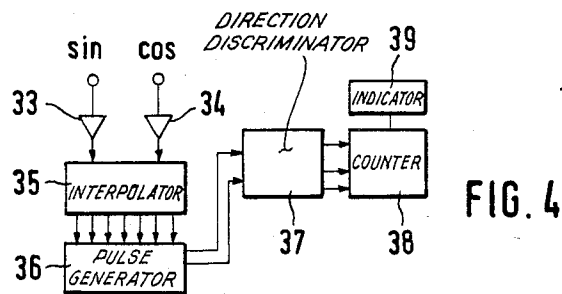 DIRECTION
DISCRIMINATOR
39
sin cos
33 34
INDICATOR
35 INTERPOLATOR
COUNTER
FIG. 4
36 PULSE
GENERATOR
37 38